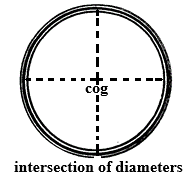 cog
intersection of diameters